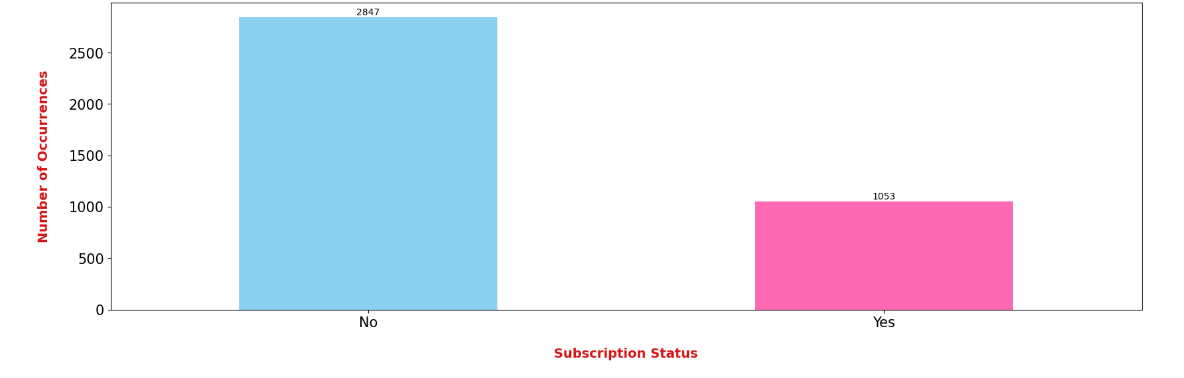 2847
2500
2000
1500
1053
1000
500
0
Number of Occurrences
No
Yes
Subscription Status